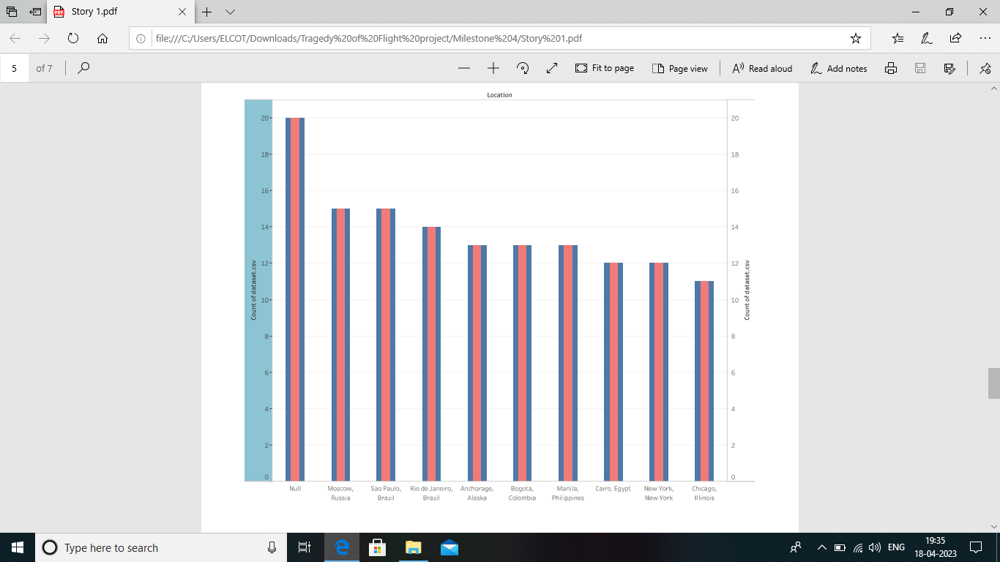 Story 1.pdf
file:///C:/Users/ELCOT/Downloads/Tragedy%20of%20Flight%20project/Milestone%204/Story%201.pdf
5 of 7
Fit to page
Page view
Read aloud
Add notes
Location
20
18
16
14
12
10
8
6
4
2
0
Count of dataset.csv
20
18
16
14
12
10
8
6
4
2
0
Count of dataset.csv
Null
Moscow,
Russia
Sao Paulo,
Brazil
Rio de Janeiro,
Brazil
Anchorage,
Alaska
Bogota,
Colombia
Manila,
Philippines
Cairo, Egypt
New York,
New York
Chicago,
Illinois
Type here to search
ENG
19:35
18-04-2023